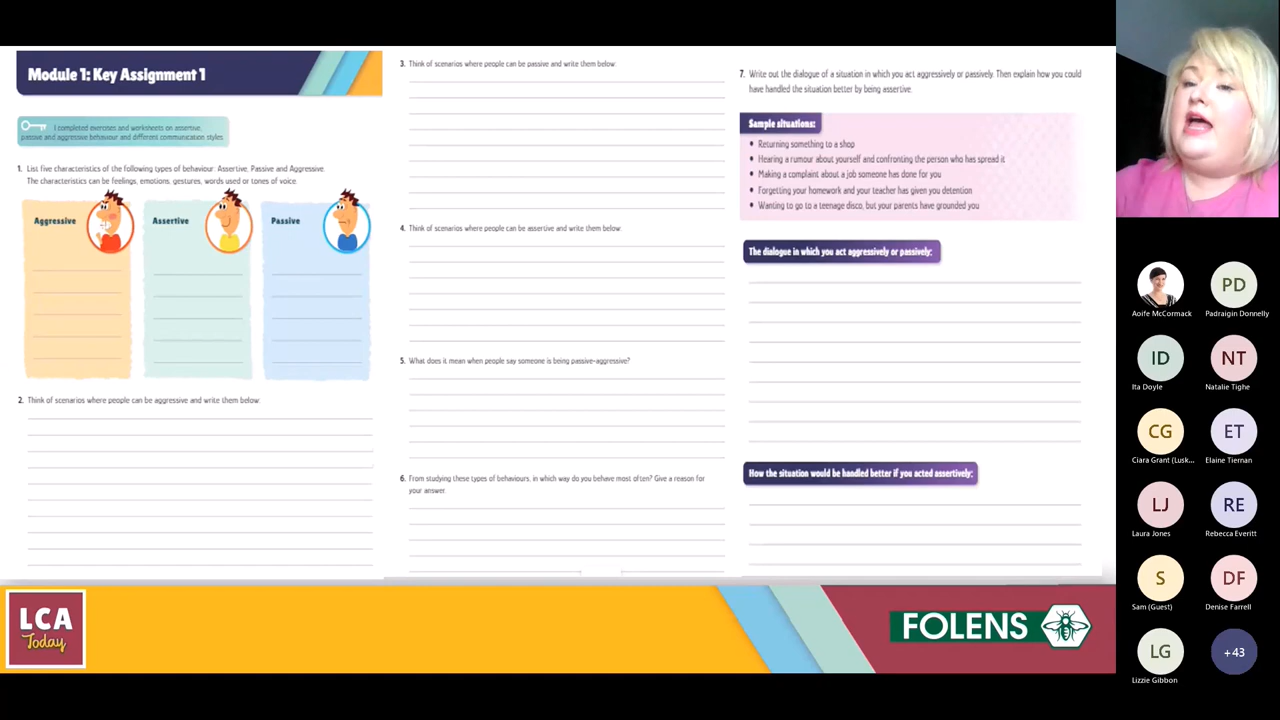 Module 1: Key Assignment 1
I completed exercises and worksheets on assertive,
passive and aggressive behaviour and different communication styles.
1. List five characteristics of the following types of behaviour: Assertive, Passive and Aggressive.
The characteristics can be feelings, emotions, gestures, words used or tones of voice.
Aggressive
Assertive
Passive
2. Think of scenarios where people can be aggressive and write them below.
3. Think of scenarios where people can be passive and write them below.
4. Think of scenarios where people can be assertive and write them below.
5. What does it mean when people say someone is being passive-aggressive?
6. From studying these types of behaviours, in which way do you behave most often? Give a reason for
your answer.
7. Write out the dialogue of a situation in which you act aggressively or passively. Then explain how you could
have handled the situation better by being assertive.
Sample situations:
• Returning something to a shop
• Hearing a rumour about yourself and confronting the person who has spread it
• Making a complaint about a job someone has done for you
• Forgetting your homework and your teacher has given you detention
• Wanting to go to a teenage disco, but your parents have grounded you
The dialogue in which you act aggressively or passively:
How the situation would be handled better if you acted assertively:
LCA
Today
FOLENS
Aoife McCormack
PD
Padraigin Donnelly
ID
Ita Doyle
NT
Natalie Tighe
CG
Ciara Grant (Lusk...
ET
Elaine Tiernan
LJ
Laura Jones
RE
Rebecca Everitt
S
Sam (Guest)
DF
Denise Farrell
LG
Lizzie Gibbon
+43